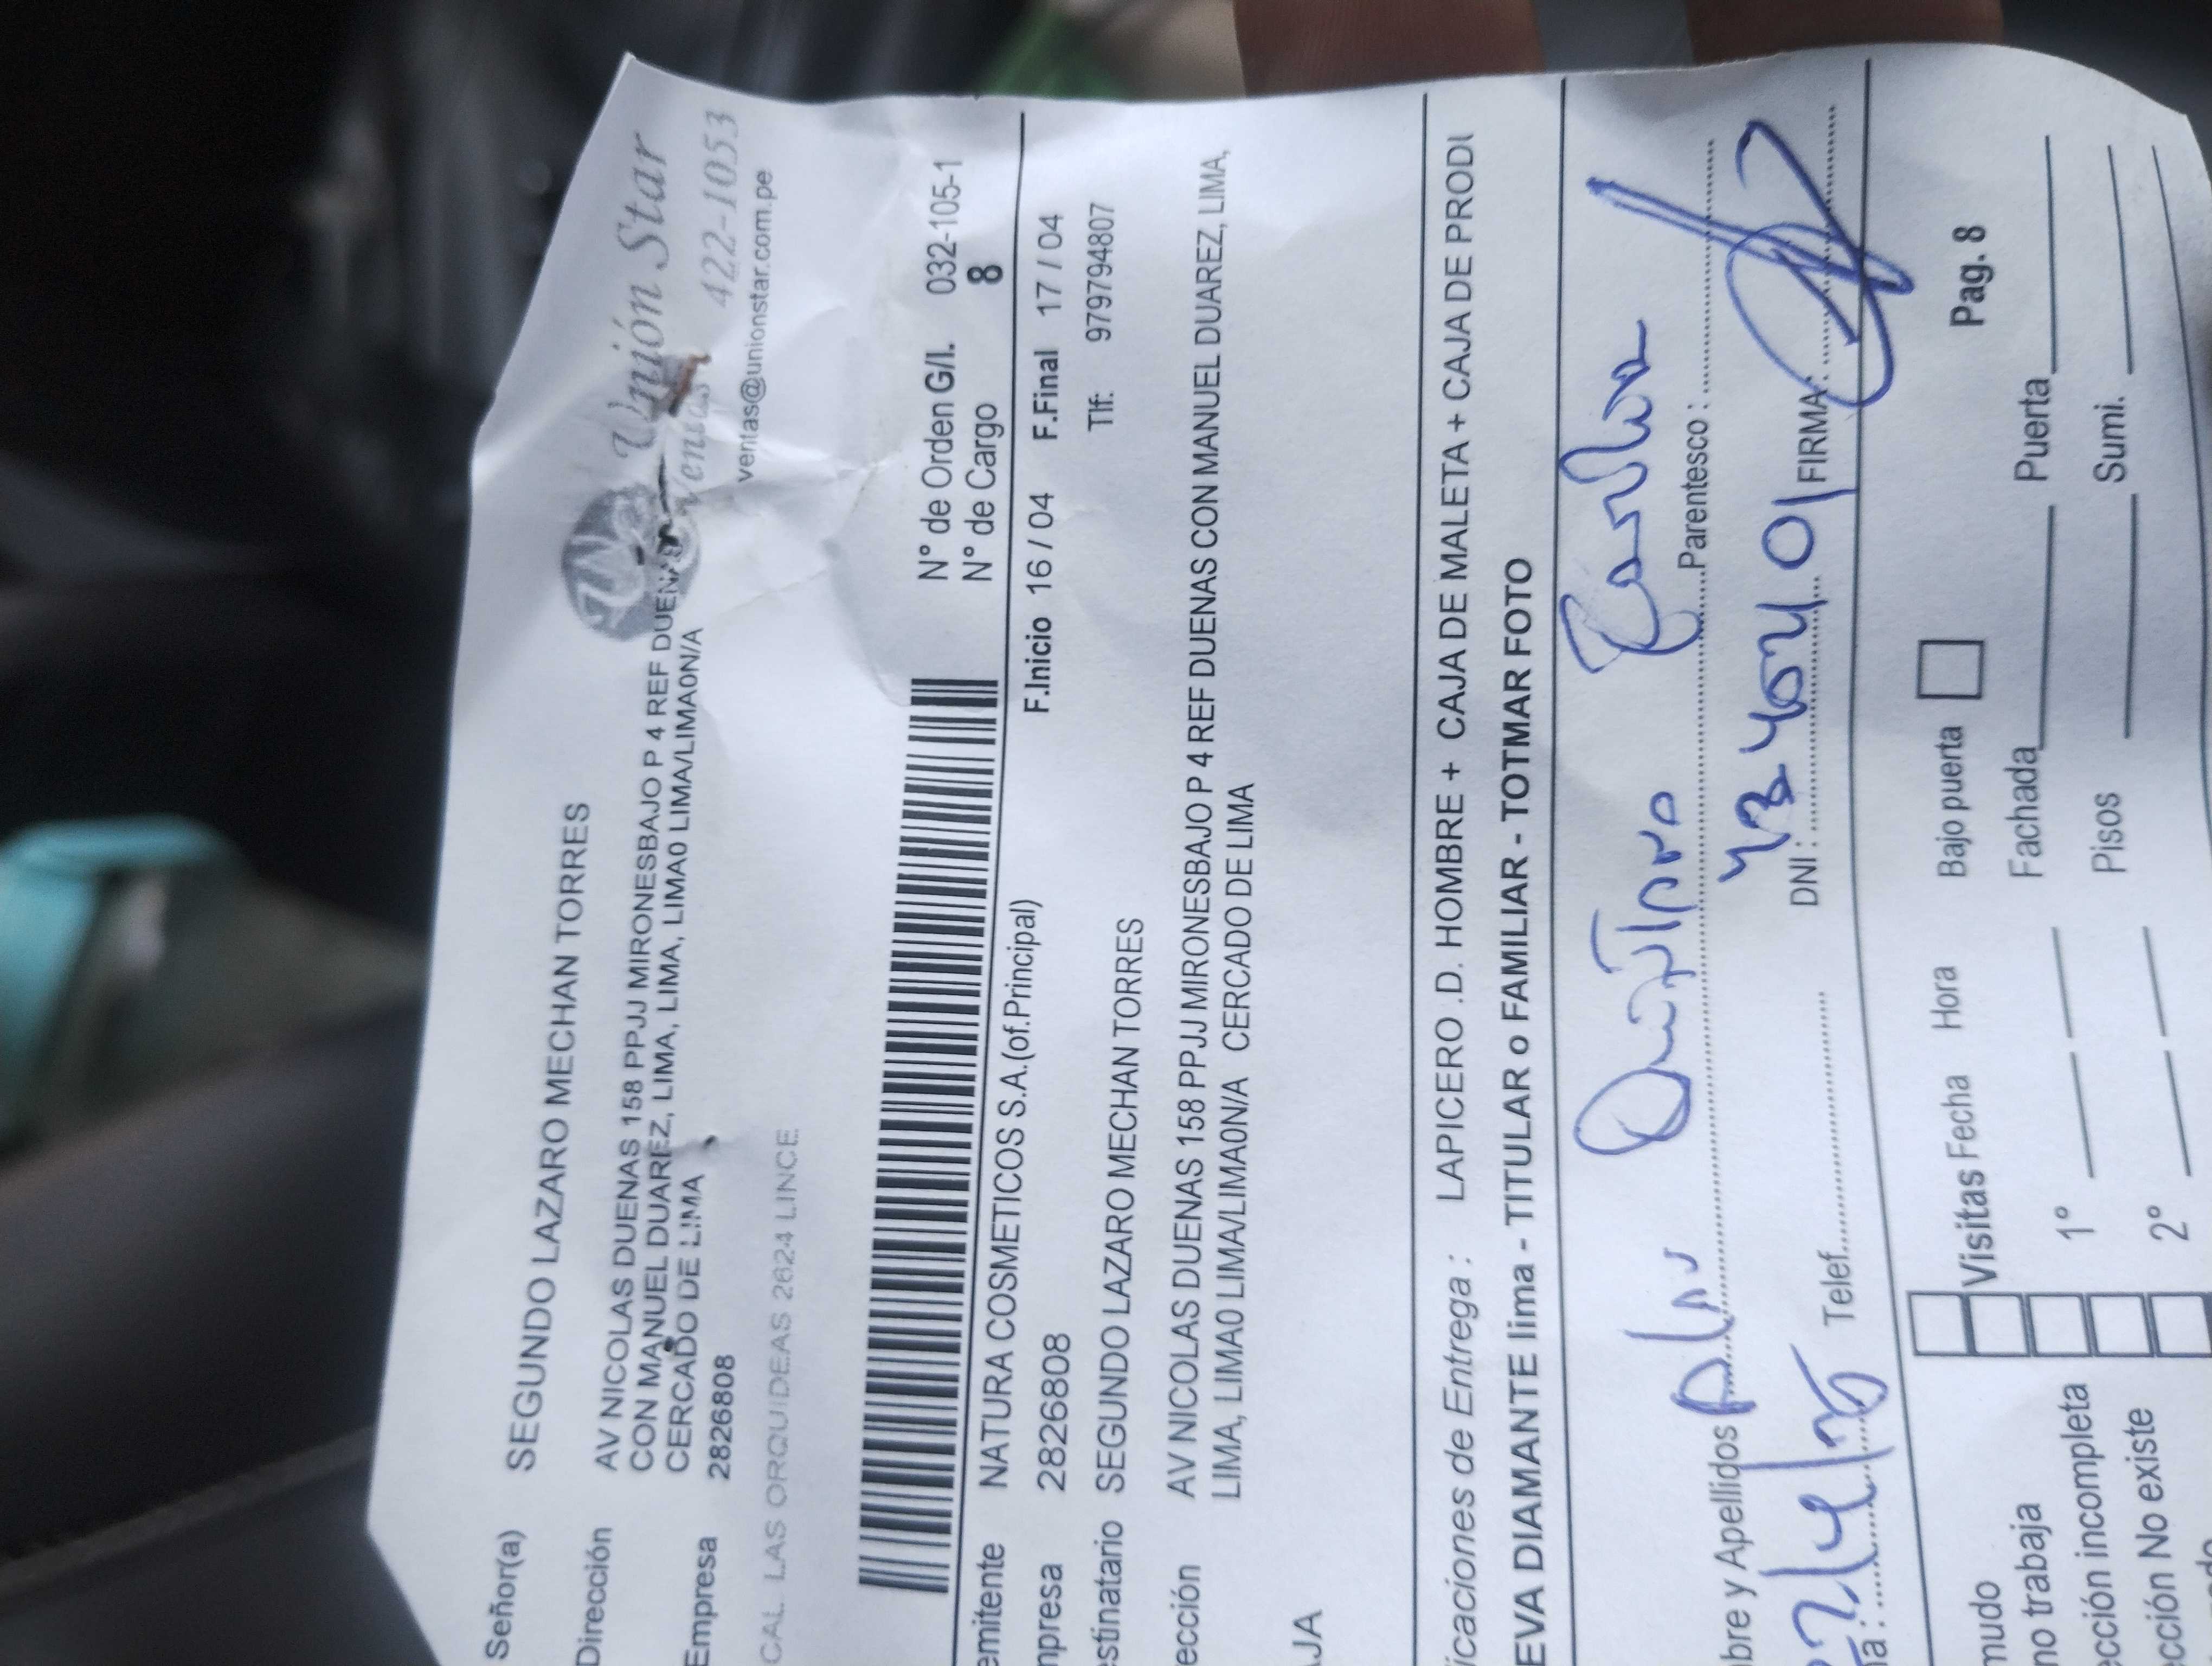 Señor(a) SEGUNDO LAZARO MECHAN TORRES
Unión Star
Dirección AV NICOLAS DUENAS 158 PPJJ MIRONESBAJO P 4 REF DUENAS
CON MANUEL DUAREZ, LIMA, LIMA, LIMA0 LIMA/LIMA0N/A
CERCADO DE LIMA
Ventas 422-1053
Empresa 2826808
ventas@unionstar.com.pe
CAL. LAS ORQUIDEAS 2624 LINCE
N° de Orden G/I. 032-105-1
N° de Cargo 8
emitente NATURA COSMETICOS S.A.(of.Principal)
F.Inicio 16 / 04 F.Final 17 / 04
npresa 2826808
Tlf: 979794807
estinatario SEGUNDO LAZARO MECHAN TORRES
ección AV NICOLAS DUENAS 158 PPJJ MIRONESBAJO P 4 REF DUENAS CON MANUEL DUAREZ, LIMA,
LIMA, LIMA0 LIMA/LIMA0N/A CERCADO DE LIMA
JA
icaciones de Entrega : LAPICERO .D. HOMBRE + CAJA DE MALETA + CAJA DE PRODU
EVA DIAMANTE lima - TITULAR o FAMILIAR - TOTMAR FOTO
bre y Apellidos Parentesco :
Telef. DNI : FIRMA :
Pag. 8
mudo Visitas Fecha Hora Bajo puerta
no trabaja 1° Fachada Puerta
ección incompleta 2° Pisos Sumi.
ección No existe